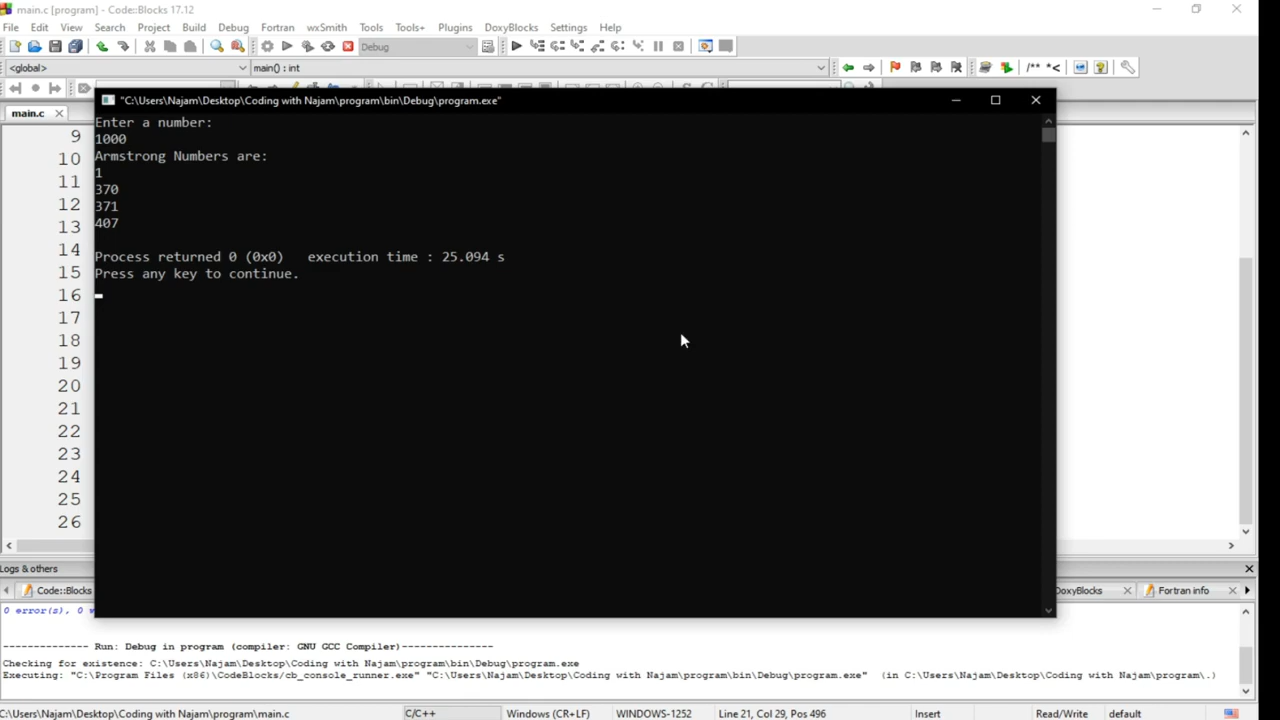 main.c [program] - Code::Blocks 17.12
File Edit View Search Project Build Debug Fortran wxSmith Tools Tools+ Plugins DoxyBlocks Settings Help
Debug
<global> main() : int /** *<
"C:\Users\Najam\Desktop\Coding with Najam\program\bin\Debug\program.exe"
main.c
Enter a number:
1000
Armstrong Numbers are:
1
370
371
407
Process returned 0 (0x0) execution time : 25.094 s
Press any key to continue.
9
10
11
12
13
14
15
16
17
18
19
20
21
22
23
24
25
26
Logs & others
Code::Blocks DoxyBlocks Fortran info
0 error(s), 0 w
-------------- Run: Debug in program (compiler: GNU GCC Compiler)---------------
Checking for existence: C:\Users\Najam\Desktop\Coding with Najam\program\bin\Debug\program.exe
Executing: "C:\Program Files (x86)\CodeBlocks/cb_console_runner.exe" "C:\Users\Najam\Desktop\Coding with Najam\program\bin\Debug\program.exe" (in C:\Users\Najam\Desktop\Coding with Najam\program\.)
C:\Users\Najam\Desktop\Coding with Najam\program\main.c C/C++ Windows (CR+LF) WINDOWS-1252 Line 21, Col 29, Pos 496 Insert Read/Write default